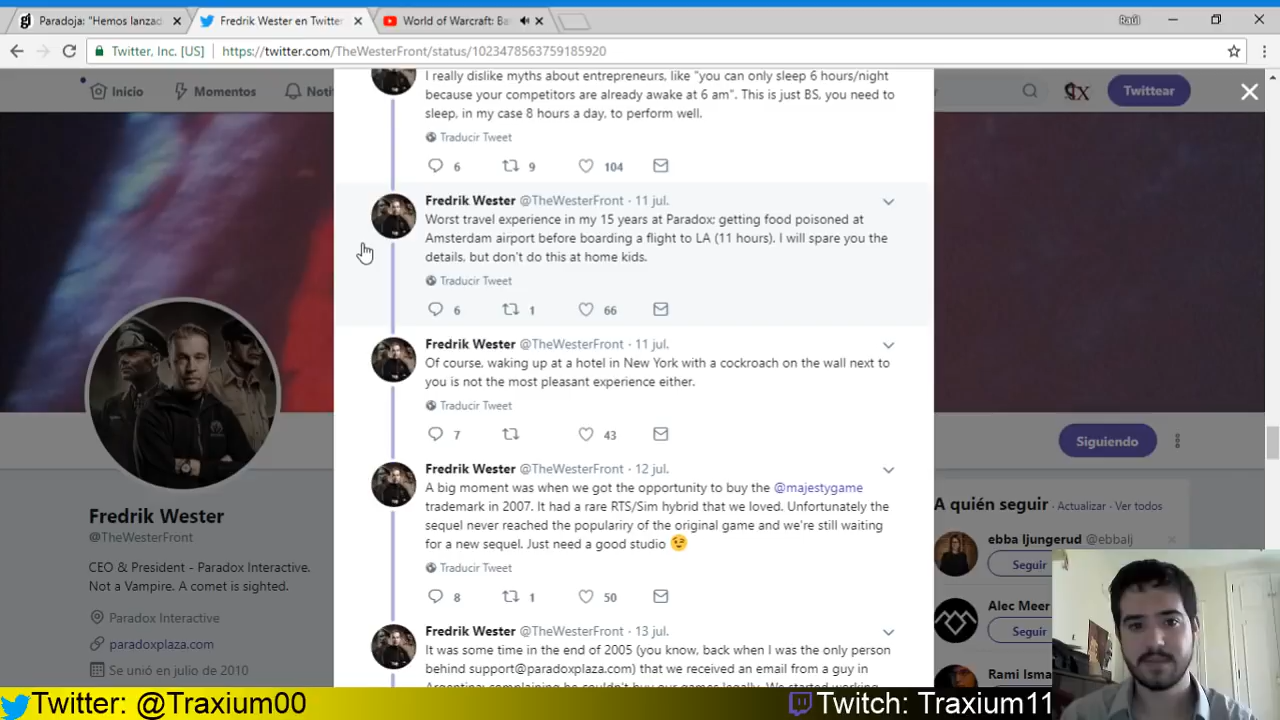 Paradoja: "Hemos lanzad
Fredrik Wester en Twitter
World of Warcraft: Ba
Raúl
Twitter, Inc. [US]
https://twitter.com/TheWesterFront/status/1023478563759185920
Inicio
Momentos
Noti
Twittear
I really dislike myths about entrepreneurs, like "you can only sleep 6 hours/night
because your competitors are already awake at 6 am". This is just BS, you need to
sleep, in my case 8 hours a day, to perform well.
Traducir Tweet
6 9 104
Fredrik Wester @TheWesterFront · 11 jul.
Worst travel experience in my 15 years at Paradox; getting food poisoned at
Amsterdam airport before boarding a flight to LA (11 hours). I will spare you the
details, but don't do this at home kids.
Traducir Tweet
6 1 66
Fredrik Wester @TheWesterFront · 11 jul.
Of course, waking up at a hotel in New York with a cockroach on the wall next to
you is not the most pleasant experience either.
Traducir Tweet
7 43
Fredrik Wester @TheWesterFront · 12 jul.
A big moment was when we got the opportunity to buy the @majestygame
trademark in 2007. It had a rare RTS/Sim hybrid that we loved. Unfortunately the
sequel never reached the populariry of the original game and we're still waiting
for a new sequel. Just need a good studio 😉
Traducir Tweet
8 1 50
Fredrik Wester @TheWesterFront · 13 jul.
It was some time in the end of 2005 (you know, back when I was the only person
behind support@paradoxplaza.com) that we received an email from a guy in
Argentina; complaining he couldn't buy our games legally. We started working
Fredrik Wester
@TheWesterFront
CEO & President - Paradox Interactive.
Not a Vampire. A comet is sighted.
Paradox Interactive
paradoxplaza.com
Se unió en julio de 2010
Siguiendo
A quién seguir · Actualizar · Ver todos
ebba ljungerud @ebbalj
Seguir
Alec Meer
Seguir
Rami Isma
Twitter: @Traxium00
Twitch: Traxium11